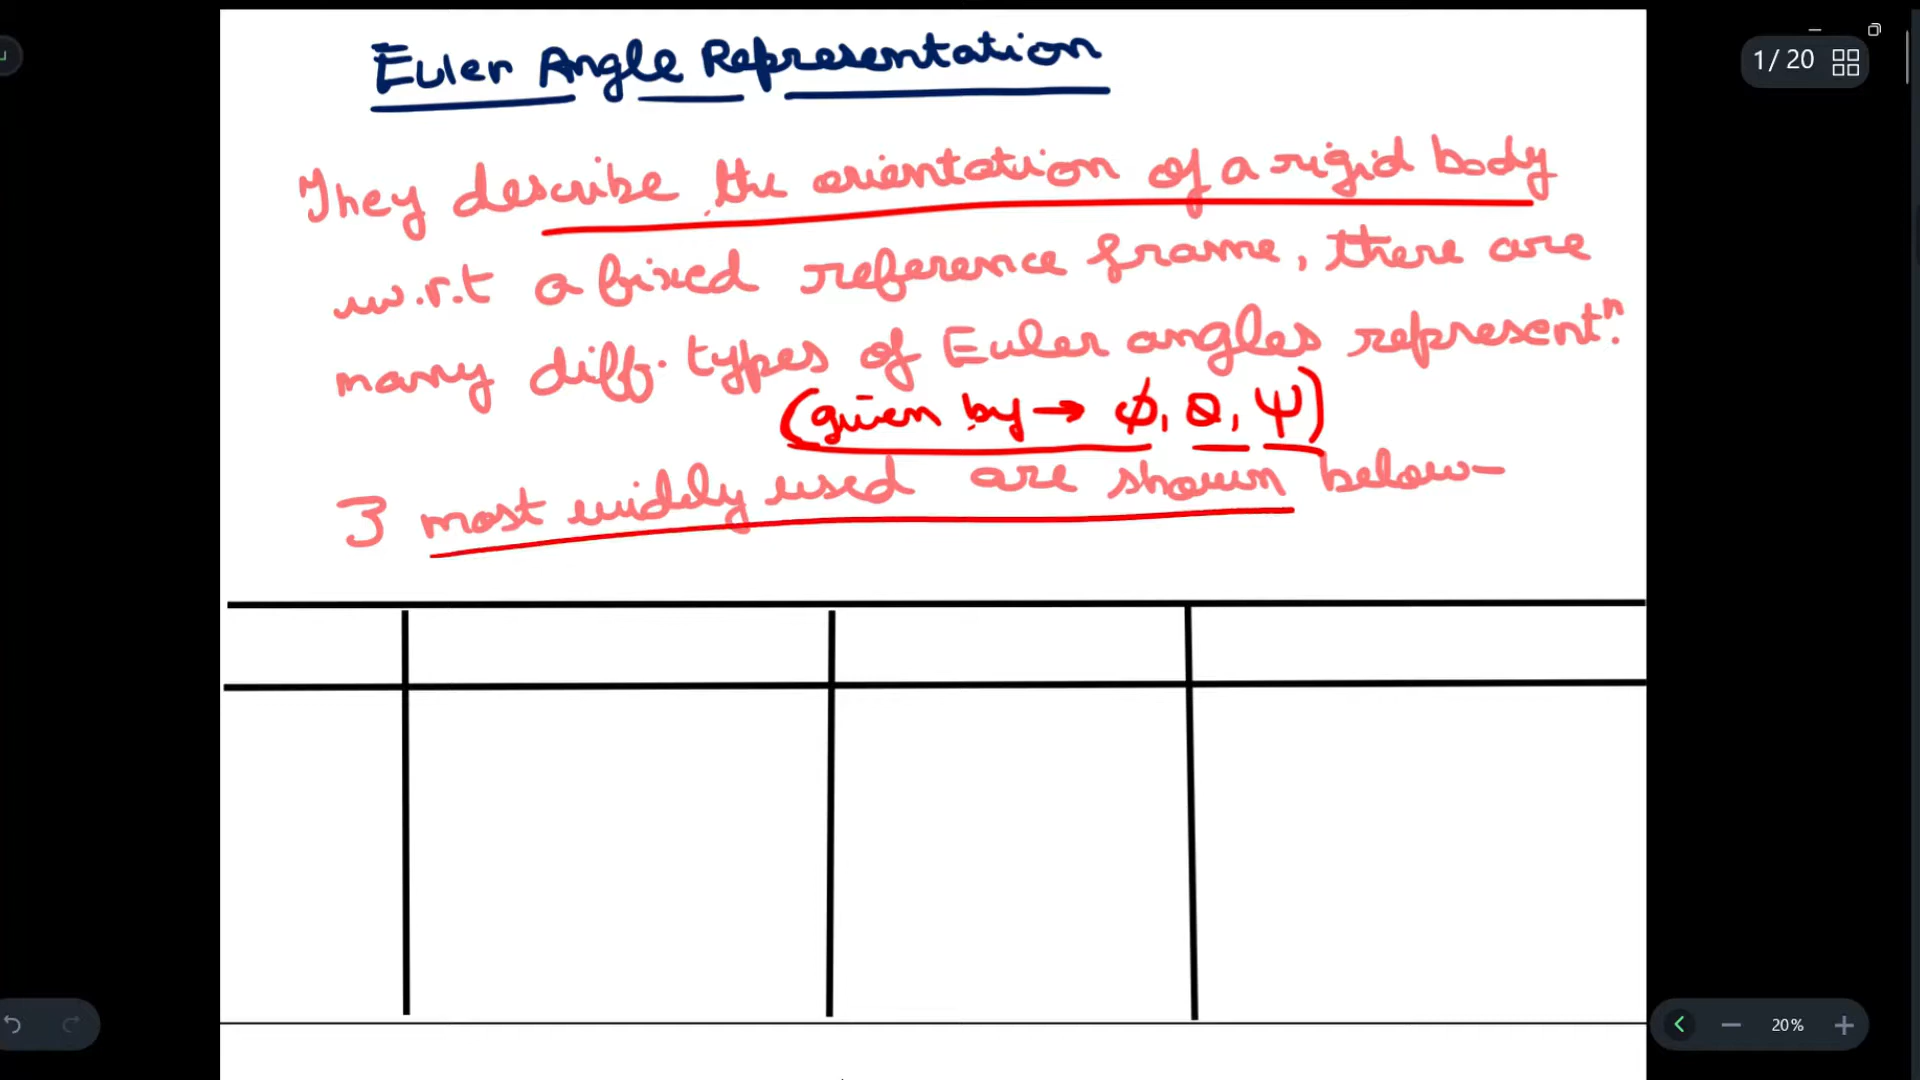 Euler Angle Representation
1/20
They describe the orientation of a rigid body
w.r.t a fixed reference frame, there are
many diff. types of Euler angles representⁿ.
(given by → ϕ, θ, ψ)
3 most widely used are shown below-
20%